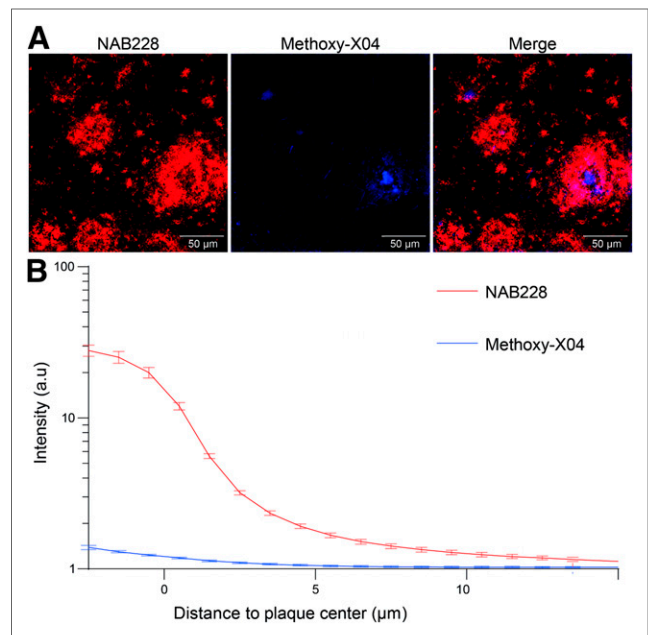 A
NAB228 Methoxy-X04 Merge
50 µm 50 µm 50 µm
B
100
10
1
Intensity (a.u)
NAB228
Methoxy-X04
0 5 10
Distance to plaque center (µm)